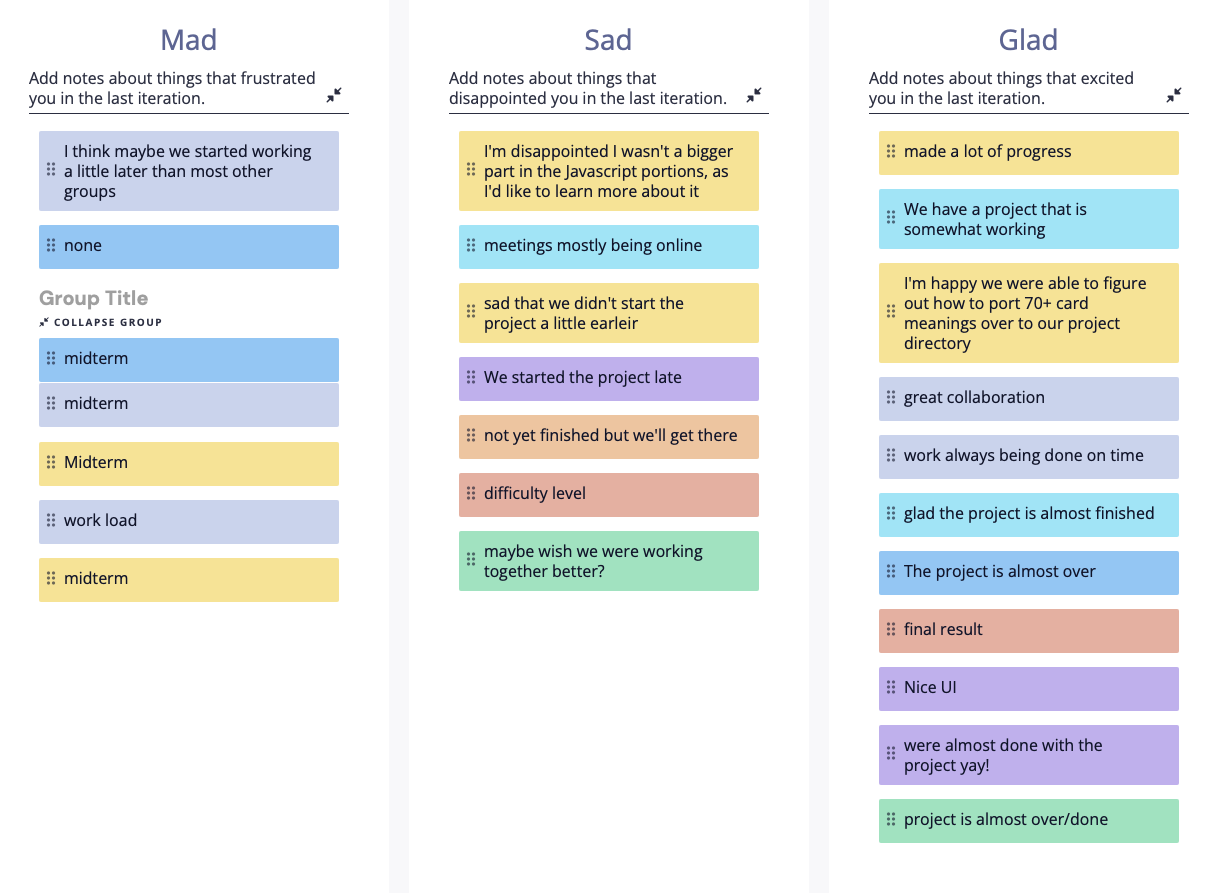 Mad
Add notes about things that frustrated
you in the last iteration.
I think maybe we started working
a little later than most other
groups
none
Group Title
COLLAPSE GROUP
midterm
midterm
Midterm
work load
midterm
Sad
Add notes about things that
disappointed you in the last iteration.
I'm disappointed I wasn't a bigger
part in the Javascript portions, as
I'd like to learn more about it
meetings mostly being online
sad that we didn't start the
project a little earleir
We started the project late
not yet finished but we'll get there
difficulty level
maybe wish we were working
together better?
Glad
Add notes about things that excited
you in the last iteration.
made a lot of progress
We have a project that is
somewhat working
I'm happy we were able to figure
out how to port 70+ card
meanings over to our project
directory
great collaboration
work always being done on time
glad the project is almost finished
The project is almost over
final result
Nice UI
were almost done with the
project yay!
project is almost over/done